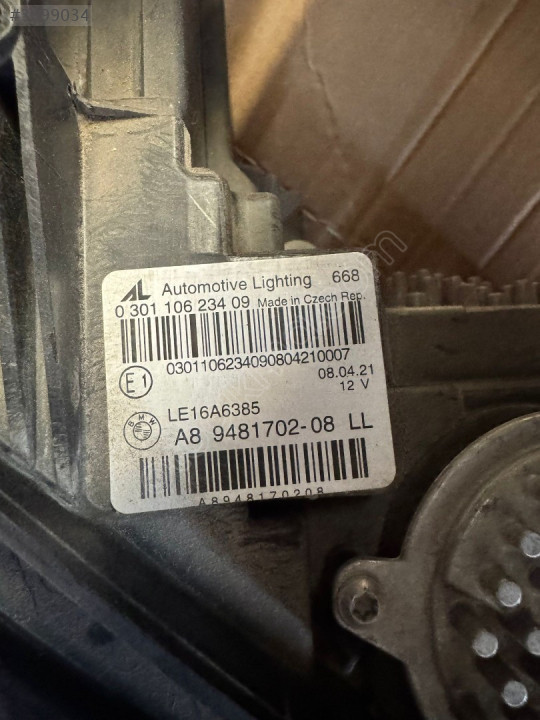 AL Automotive Lighting 668
0 301 106 234 09 Made in Czech Rep.
0301106234090804210007
E1
08.04.21
12 V
LE16A6385
BMW
A8 9481702-08 LL
A8948170208